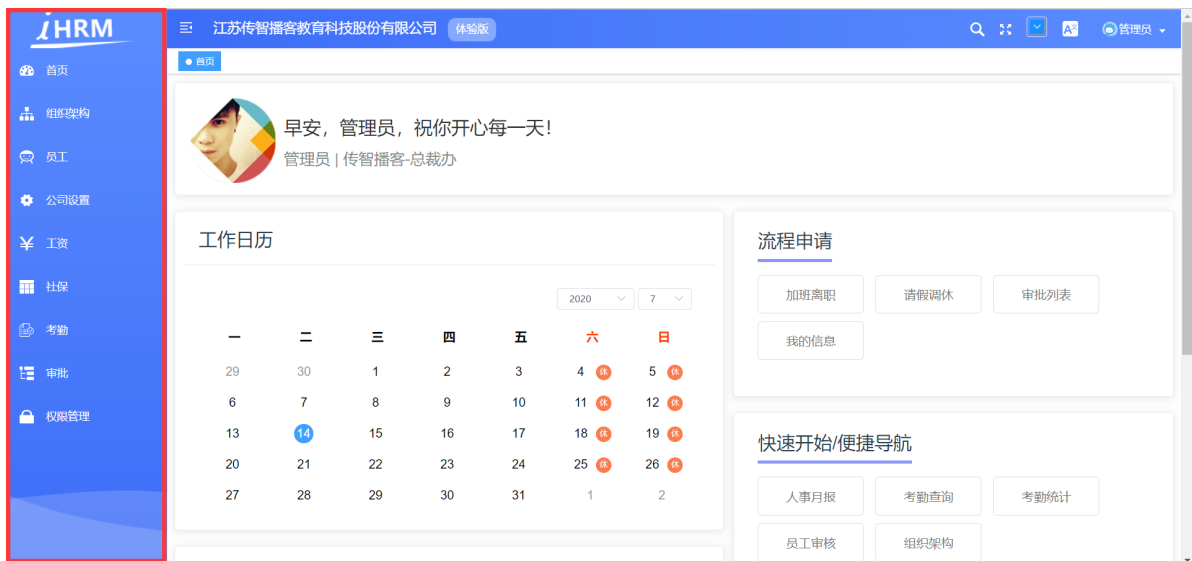 iHRM
首页
组织架构
员工
公司设置
工资
社保
考勤
审批
权限管理
江苏传智播客教育科技股份有限公司 体验版
管理员
首页
早安，管理员，祝你开心每一天！
管理员 | 传智播客-总裁办
工作日历
2020 7
一 二 三 四 五 六 日
29 30 1 2 3 4 休 5 休
6 7 8 9 10 11 休 12 休
13 14 15 16 17 18 休 19 休
20 21 22 23 24 25 休 26 休
27 28 29 30 31 1 2
流程申请
加班离职 请假调休 审批列表
我的信息
快速开始/便捷导航
人事月报 考勤查询 考勤统计
员工审核 组织架构